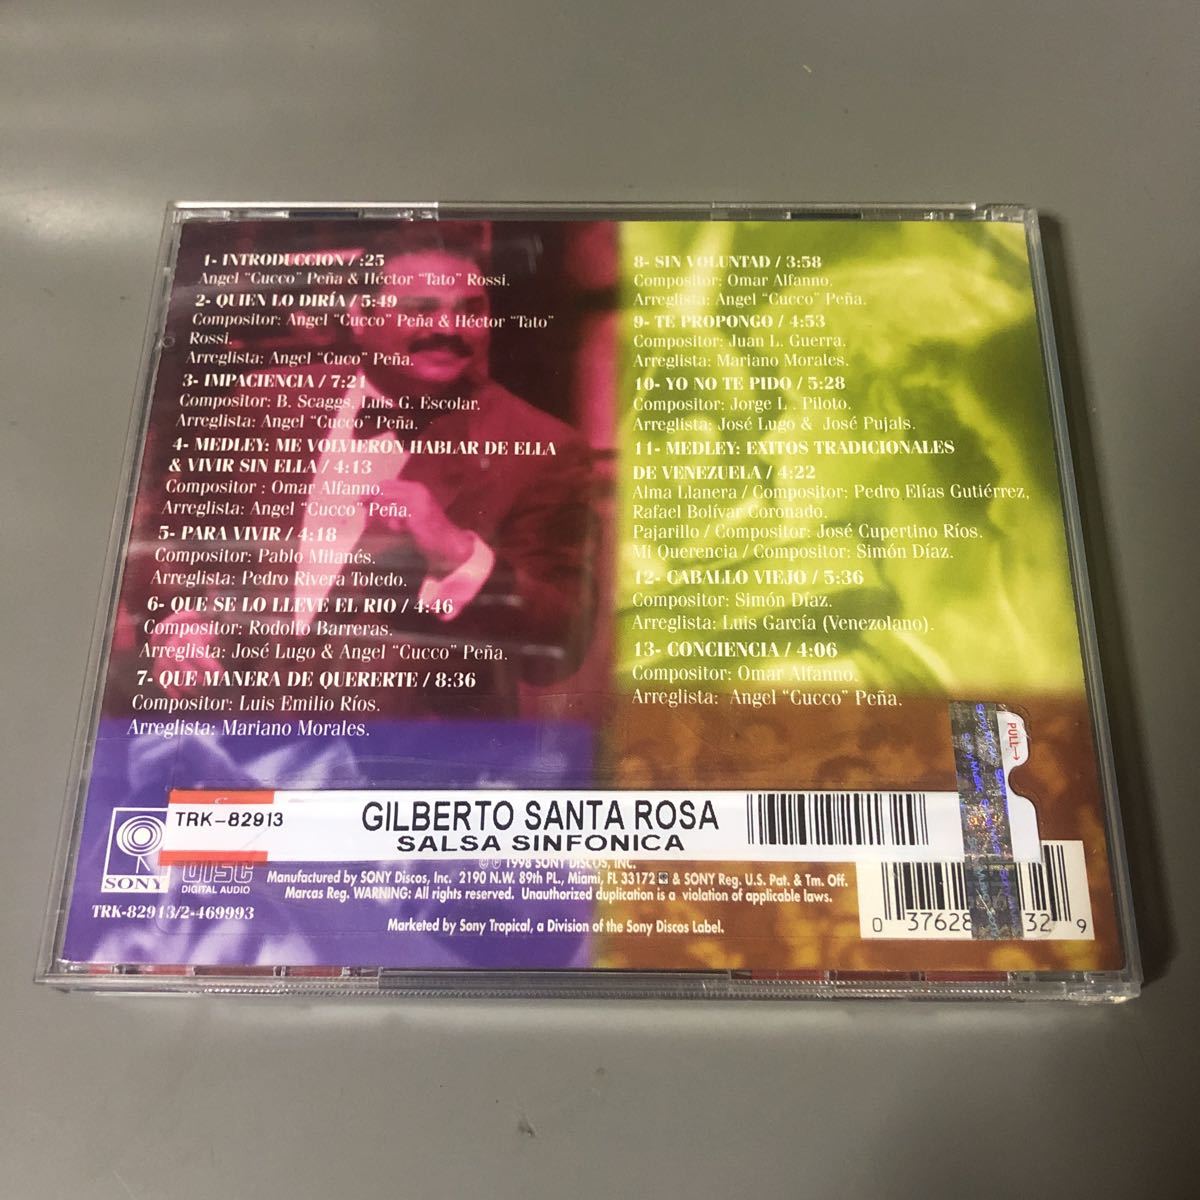 1- INTRODUCCION / :25
Angel "Cucco" Peña & Héctor "Tato" Rossi.
2- QUIEN LO DIRÍA / 5:49
Compositor: Angel "Cucco" Peña & Héctor "Tato"
Rossi.
Arreglista: Angel "Cuco" Peña.
3- IMPACIENCIA / 7:21
Compositor: B. Scaggs, Luis G. Escolar.
Arreglista: Angel "Cucco" Peña.
4- MEDLEY: ME VOLVIERON HABLAR DE ELLA
& VIVIR SIN ELLA / 4:13
Compositor : Omar Alfanno.
Arreglista: Angel "Cucco" Peña.
5- PARA VIVIR / 4:18
Compositor: Pablo Milanés.
Arreglista: Pedro Rivera Toledo.
6- QUE SE LO LLEVE EL RIO / 4:46
Compositor: Rodolfo Barreras.
Arreglista: José Lugo & Angel "Cucco" Peña.
7- QUE MANERA DE QUERERTE / 8:36
Compositor: Luis Emilio Ríos.
Arreglista: Mariano Morales.
8- SIN VOLUNTAD / 3:58
Compositor: Omar Alfanno.
Arreglista: Angel "Cucco" Peña.
9- TE PROPONGO / 4:53
Compositor: Juan L. Guerra.
Arreglista: Mariano Morales.
10- YO NO TE PIDO / 5:28
Compositor: Jorge L . Piloto.
Arreglista: José Lugo & José Pujals.
11- MEDLEY: EXITOS TRADICIONALES
DE VENEZUELA / 4:22
Alma Llanera / Compositor: Pedro Elías Gutiérrez,
Rafael Bolívar Coronado.
Pajarillo / Compositor: José Cupertino Ríos.
Mi Querencia / Compositor: Simón Díaz.
12- CABALLO VIEJO / 5:36
Compositor: Simón Díaz.
Arreglista: Luis García (Venezolano).
13- CONCIENCIA / 4:06
Compositor: Omar Alfanno.
Arreglista: Angel "Cucco" Peña.
PULL→
TRK-82913
GILBERTO SANTA ROSA
SALSA SINFONICA
SONY
DISC
DIGITAL AUDIO
TRK-82913/2-469993
© ℗ 1998 SONY DISCOS, INC.
Manufactured by SONY Discos, Inc. 2190 N.W. 89th PL., Miami, FL 33172 & SONY Reg. U.S. Pat. & Tm. Off.
Marcas Reg. WARNING: All rights reserved. Unauthorized duplication is a violation of applicable laws.
Marketed by Sony Tropical, a Division of the Sony Discos Label.
0 37628 32 9